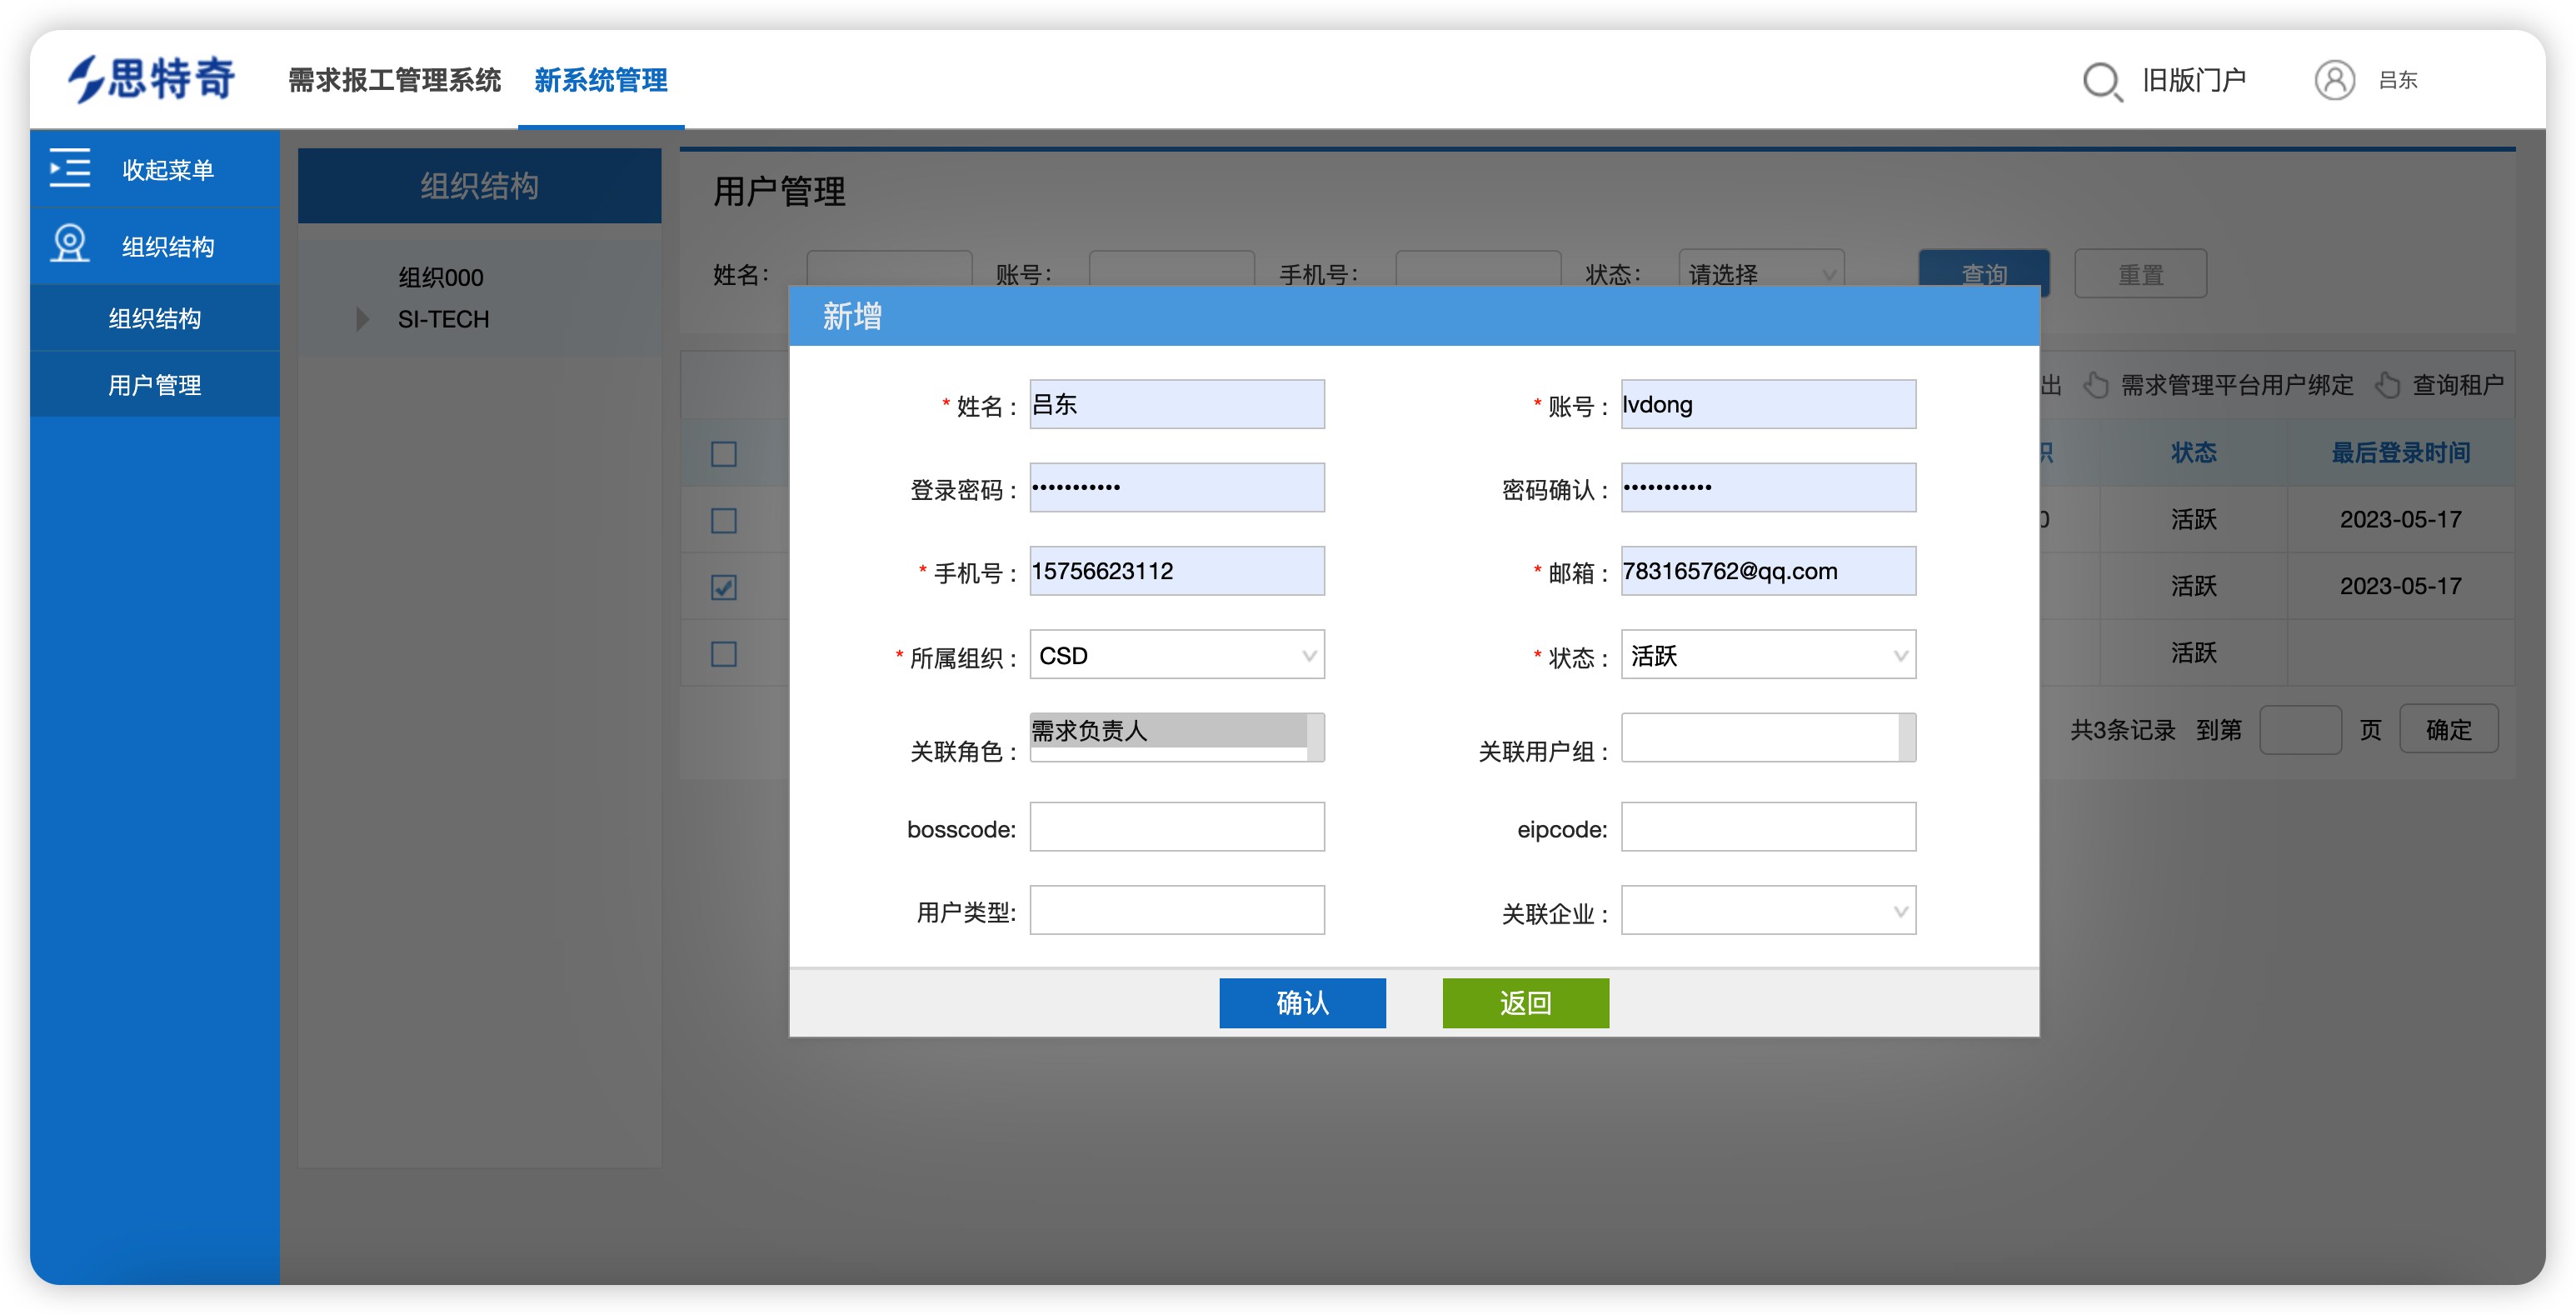 思特奇 需求报工管理系统 新系统管理 旧版门户 吕东
收起菜单
组织结构
组织结构
用户管理
组织结构
组织000
SI-TECH
用户管理
姓名： 账号： 手机号： 状态： 请选择 查询 重置
出 需求管理平台用户绑定 查询租户
状态 最后登录时间
0 活跃 2023-05-17
活跃 2023-05-17
活跃
共3条记录 到第 页 确定
新增
* 姓名： 吕东 * 账号： lvdong
登录密码： ••••••••••• 密码确认： •••••••••••
* 手机号： 15756623112 * 邮箱： 783165762@qq.com
* 所属组织： CSD * 状态： 活跃
关联角色： 需求负责人 关联用户组：
bosscode: eipcode:
用户类型: 关联企业：
确认 返回